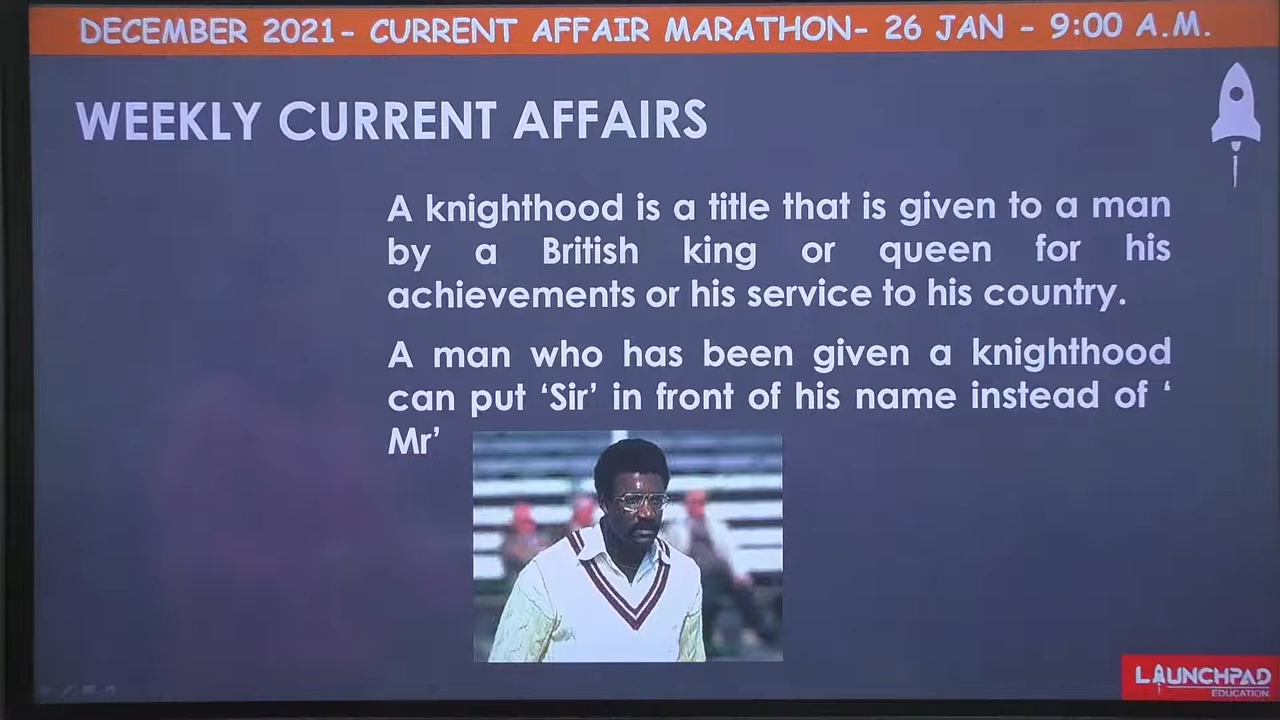 DECEMBER 2021- CURRENT AFFAIR MARATHON- 26 JAN - 9:00 A.M.
WEEKLY CURRENT AFFAIRS
A knighthood is a title that is given to a man
by a British king or queen for his
achievements or his service to his country.
A man who has been given a knighthood
can put ‘Sir’ in front of his name instead of ‘
Mr’
LAUNCHPAD
EDUCATION